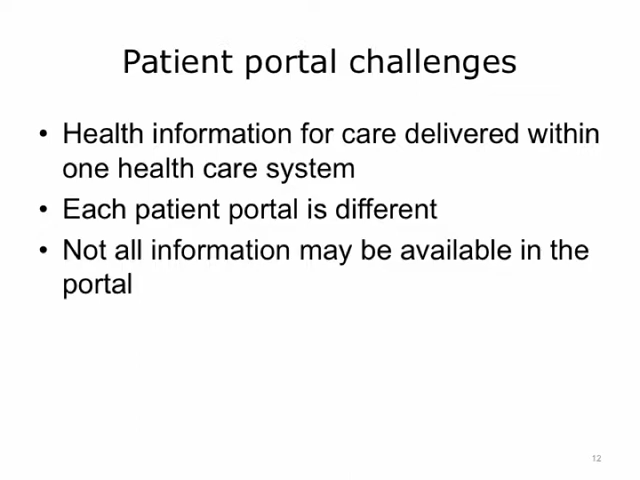 Patient portal challenges
• Health information for care delivered within
one health care system
• Each patient portal is different
• Not all information may be available in the
portal
12